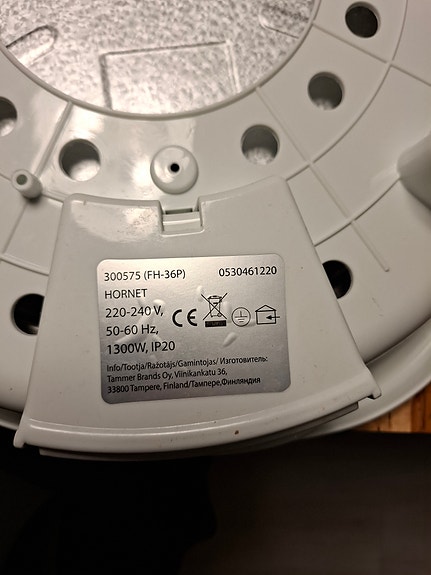 300575 (FH-36P) 0530461220
HORNET
220-240 V,
50-60 Hz,
1300W, IP20
CE
Info/Tootja/Ražotājs/Gamintojas/ Изготовитель:
Tammer Brands Oy, Viinikankatu 36,
33800 Tampere, Finland/Тампере,Финляндия